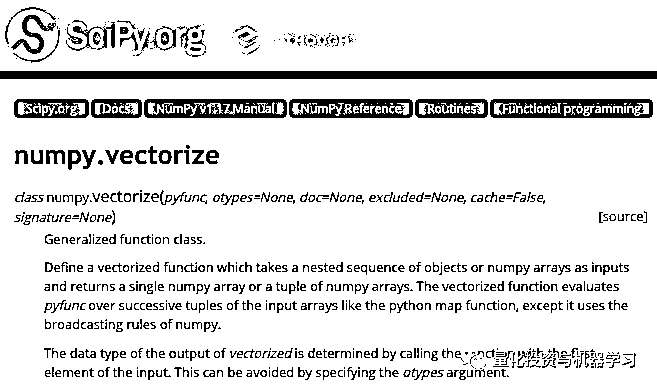 SciPy.org
Scipy.org Docs NumPy v1.17 Manual NumPy Reference Routines Functional programming
numpy.vectorize
class numpy.vectorize(pyfunc, otypes=None, doc=None, excluded=None, cache=False,
signature=None) [source]
Generalized function class.
Define a vectorized function which takes a nested sequence of objects or numpy arrays as inputs
and returns a single numpy array or a tuple of numpy arrays. The vectorized function evaluates
pyfunc over successive tuples of the input arrays like the python map function, except it uses the
broadcasting rules of numpy.
The data type of the output of vectorized is determined by calling the function with the first
element of the input. This can be avoided by specifying the otypes argument.
量化投资与机器学习